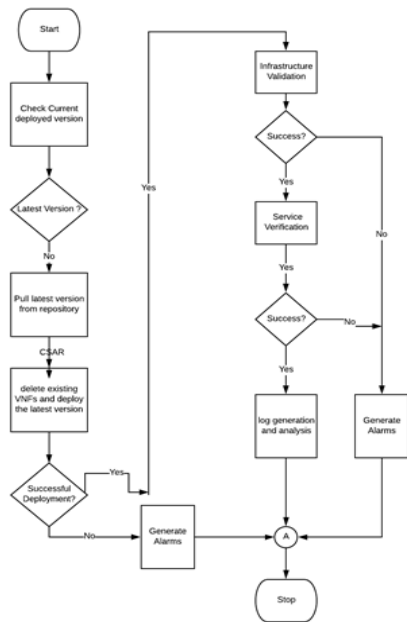 Start
Check Current
deployed version
Latest Version ?
No
Pull latest version
from repository
CSAR
delete existing
VNFs and deploy
the latest version
Successful
Deployment?
Yes
No
Generate
Alarms
Yes
Infrastructure
Validation
Success?
Yes
No
Service
Verification
Yes
Success?
No
Yes
log generation
and analysis
Generate
Alarms
A
Stop